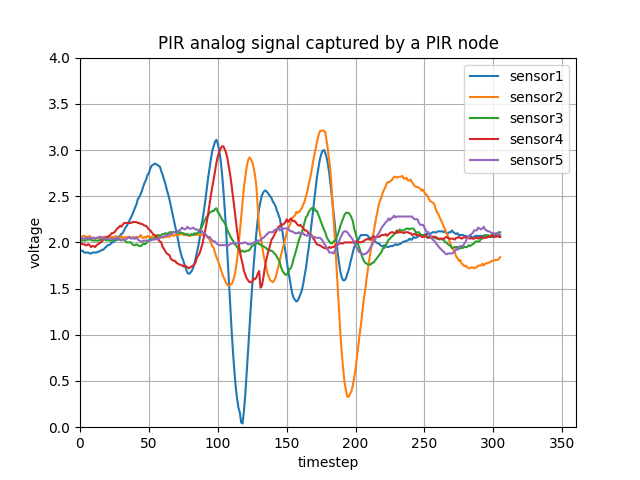 PIR analog signal captured by a PIR node
4.0
3.5
3.0
2.5
2.0
1.5
1.0
0.5
0.0
voltage
sensor1
sensor2
sensor3
sensor4
sensor5
0 50 100 150 200 250 300 350
timestep